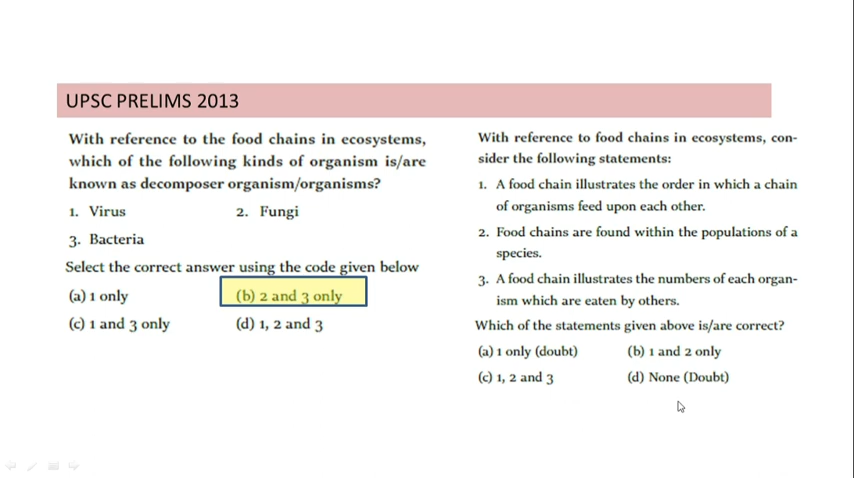 UPSC PRELIMS 2013
With reference to the food chains in ecosystems,
which of the following kinds of organism is/are
known as decomposer organism/organisms?
1. Virus 2. Fungi
3. Bacteria
Select the correct answer using the code given below
(a) 1 only (b) 2 and 3 only
(c) 1 and 3 only (d) 1, 2 and 3
With reference to food chains in ecosystems, con-
sider the following statements:
1. A food chain illustrates the order in which a chain
of organisms feed upon each other.
2. Food chains are found within the populations of a
species.
3. A food chain illustrates the numbers of each organ-
ism which are eaten by others.
Which of the statements given above is/are correct?
(a) 1 only (doubt) (b) 1 and 2 only
(c) 1, 2 and 3 (d) None (Doubt)